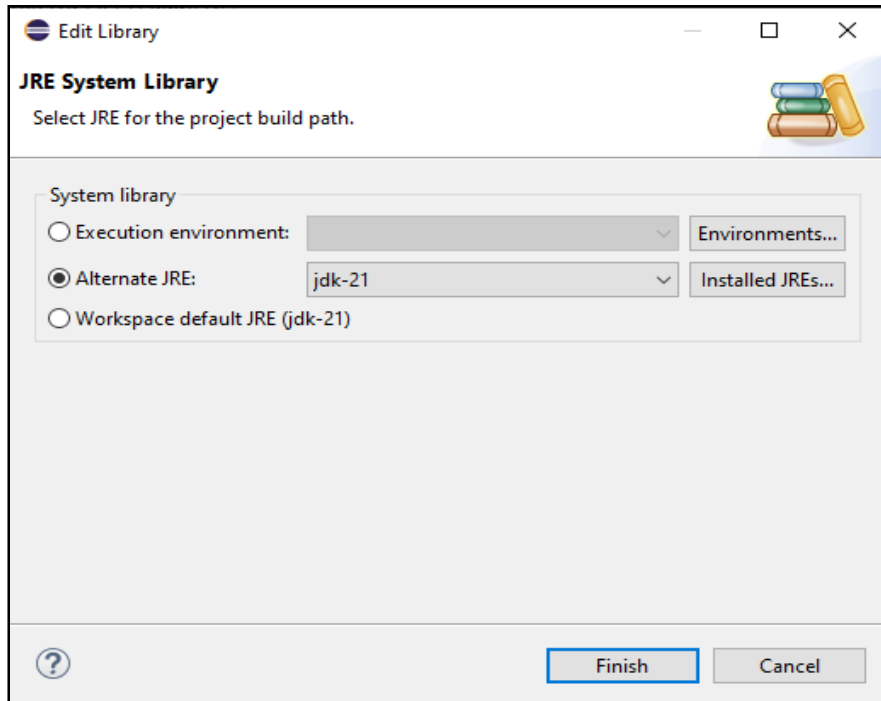 Edit Library
JRE System Library
Select JRE for the project build path.
System library
Execution environment: Environments...
Alternate JRE: jdk-21 Installed JREs...
Workspace default JRE (jdk-21)
? Finish Cancel